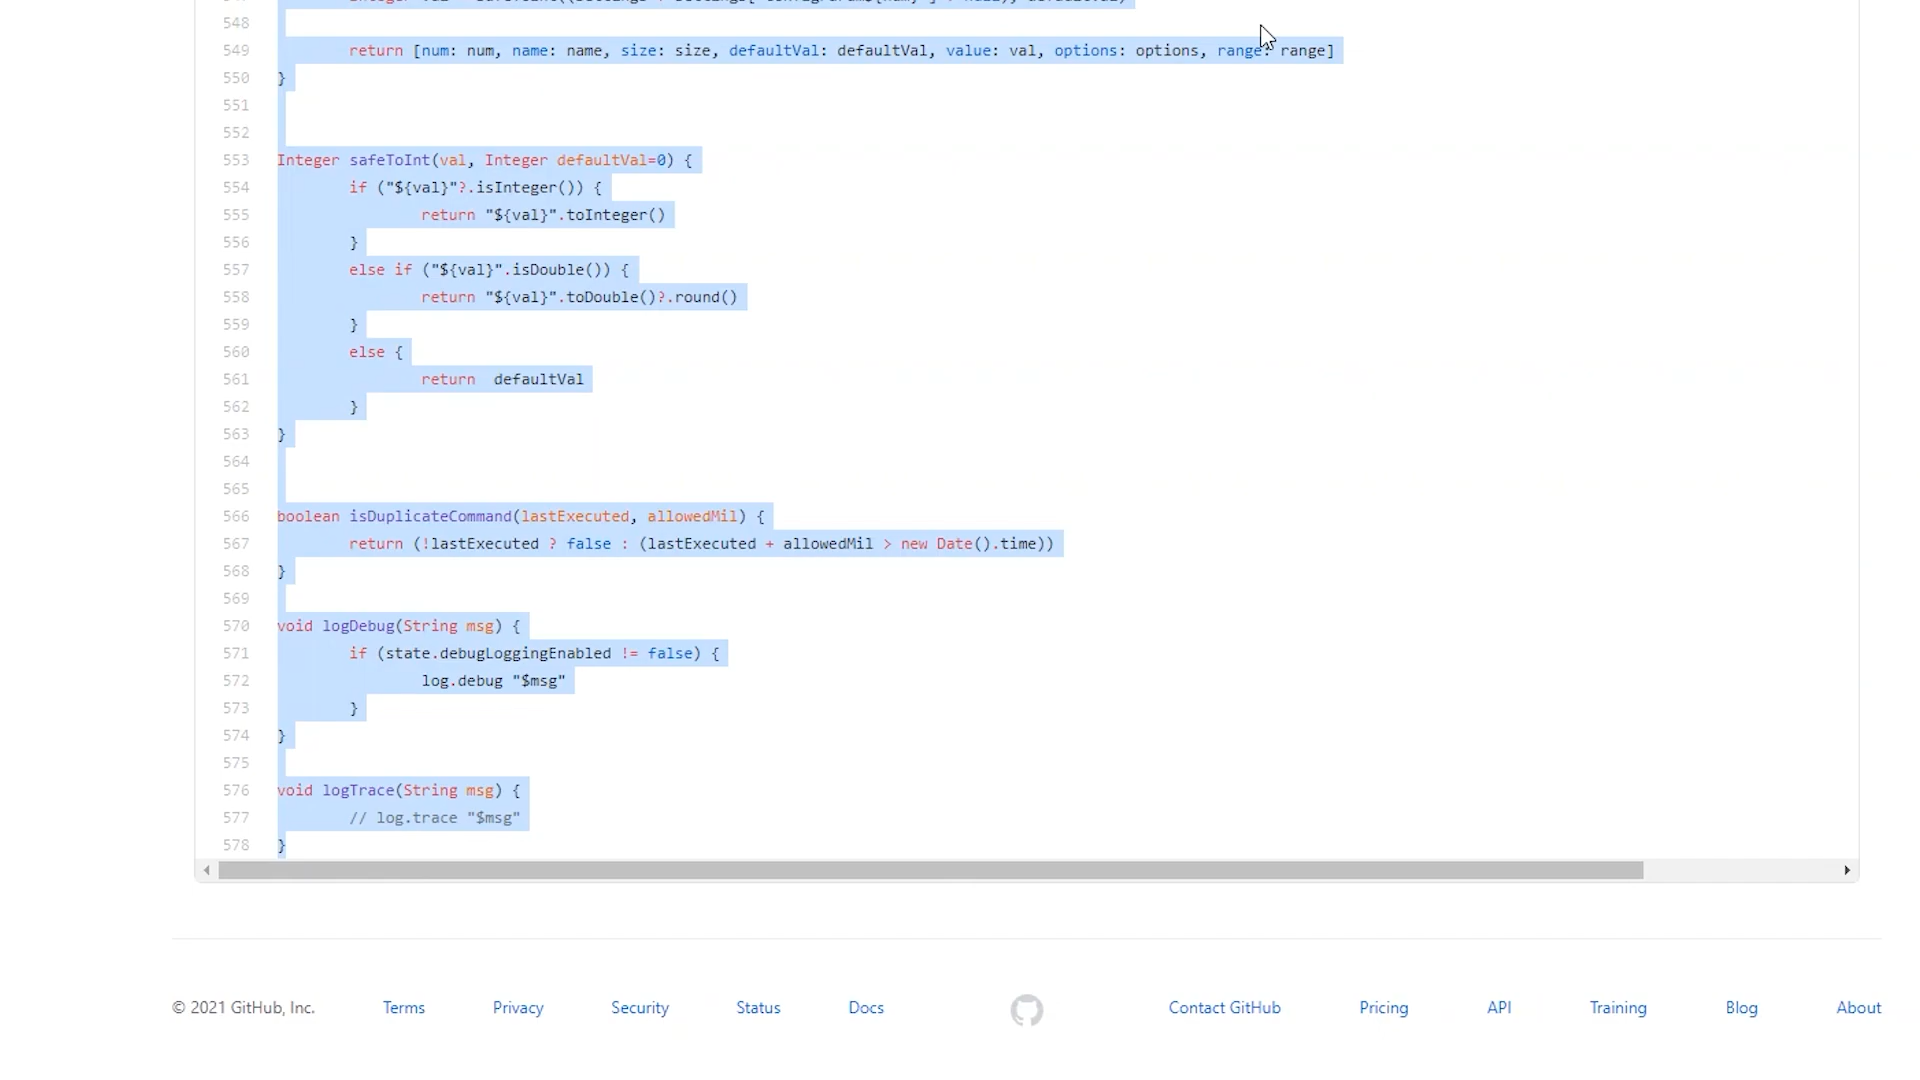 548
549 return [num: num, name: name, size: size, defaultVal: defaultVal, value: val, options: options, range: range]
550 }
551
552
553 Integer safeToInt(val, Integer defaultVal=0) {
554 if ("${val}"?.isInteger()) {
555 return "${val}".toInteger()
556 }
557 else if ("${val}".isDouble()) {
558 return "${val}".toDouble()?.round()
559 }
560 else {
561 return  defaultVal
562 }
563 }
564
565
566 boolean isDuplicateCommand(lastExecuted, allowedMil) {
567 return (!lastExecuted ? false : (lastExecuted + allowedMil > new Date().time))
568 }
569
570 void logDebug(String msg) {
571 if (state.debugLoggingEnabled != false) {
572 log.debug "$msg"
573 }
574 }
575
576 void logTrace(String msg) {
577 // log.trace "$msg"
578 }
© 2021 GitHub, Inc. Terms Privacy Security Status Docs Contact GitHub Pricing API Training Blog About